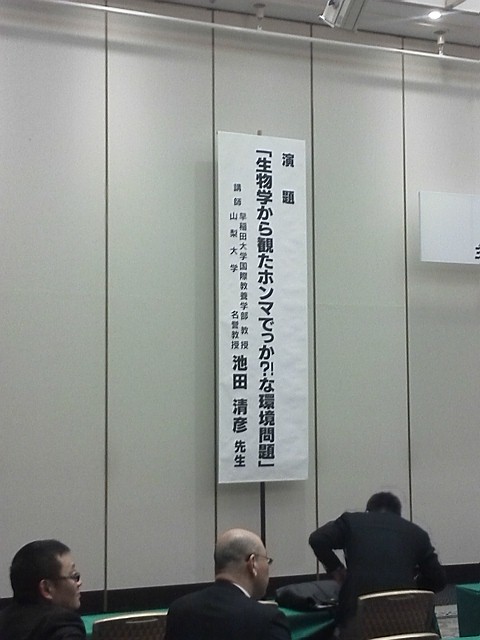 演題
「生物学から観たホンマでっか?!な環境問題」
講師 早稲田大学国際教養学部 教授
山梨大学 名誉教授
池田 清彦 先生